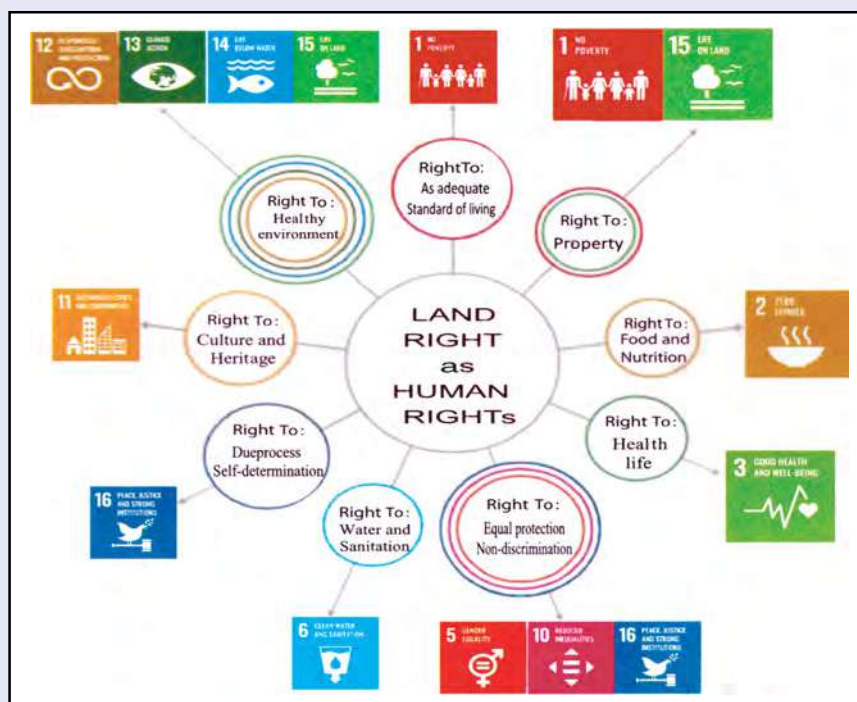 12 RESPONSIBLE
CONSUMPTION
AND PRODUCTION
13 CLIMATE
ACTION
14 LIFE
BELOW WATER
15 LIFE
ON LAND
1 NO
POVERTY
1 NO
POVERTY
15 LIFE
ON LAND
RightTo:
As adequate
Standard of living
Right To:
Healthy
environment
Right To:
Property
11 SUSTAINABLE CITIES
AND COMMUNITIES
Right To:
Culture and
Heritage
LAND
RIGHT
as
HUMAN
RIGHTs
Right To:
Food and
Nutrition
2 ZERO
HUNGER
Right To:
Dueprocess
Self-determination
Right To:
Health
life
16 PEACE, JUSTICE
AND STRONG
INSTITUTIONS
Right To:
Water and
Sanitation
Right To:
Equal protection
Non-discrimination
3 GOOD HEALTH
AND WELL-BEING
6 CLEAN WATER
AND SANITATION
5 GENDER
EQUALITY
10 REDUCED
INEQUALITIES
16 PEACE, JUSTICE
AND STRONG
INSTITUTIONS